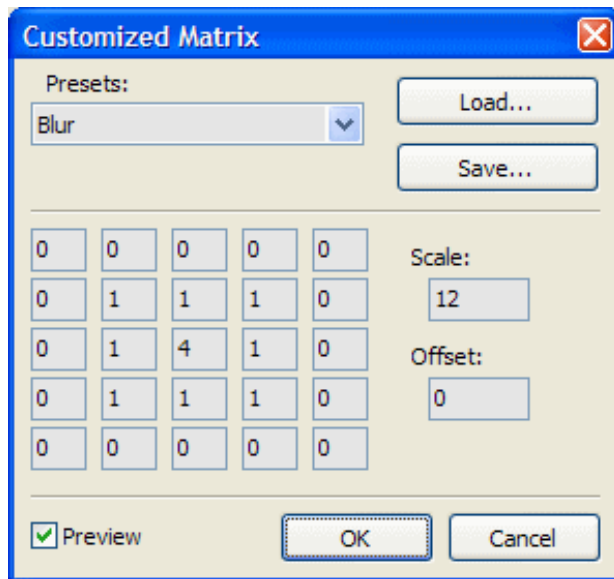 Customized Matrix
Presets:
Blur
Load...
Save...
0 0 0 0 0
0 1 1 1 0
0 1 4 1 0
0 1 1 1 0
0 0 0 0 0
Scale:
12
Offset:
0
Preview
OK
Cancel